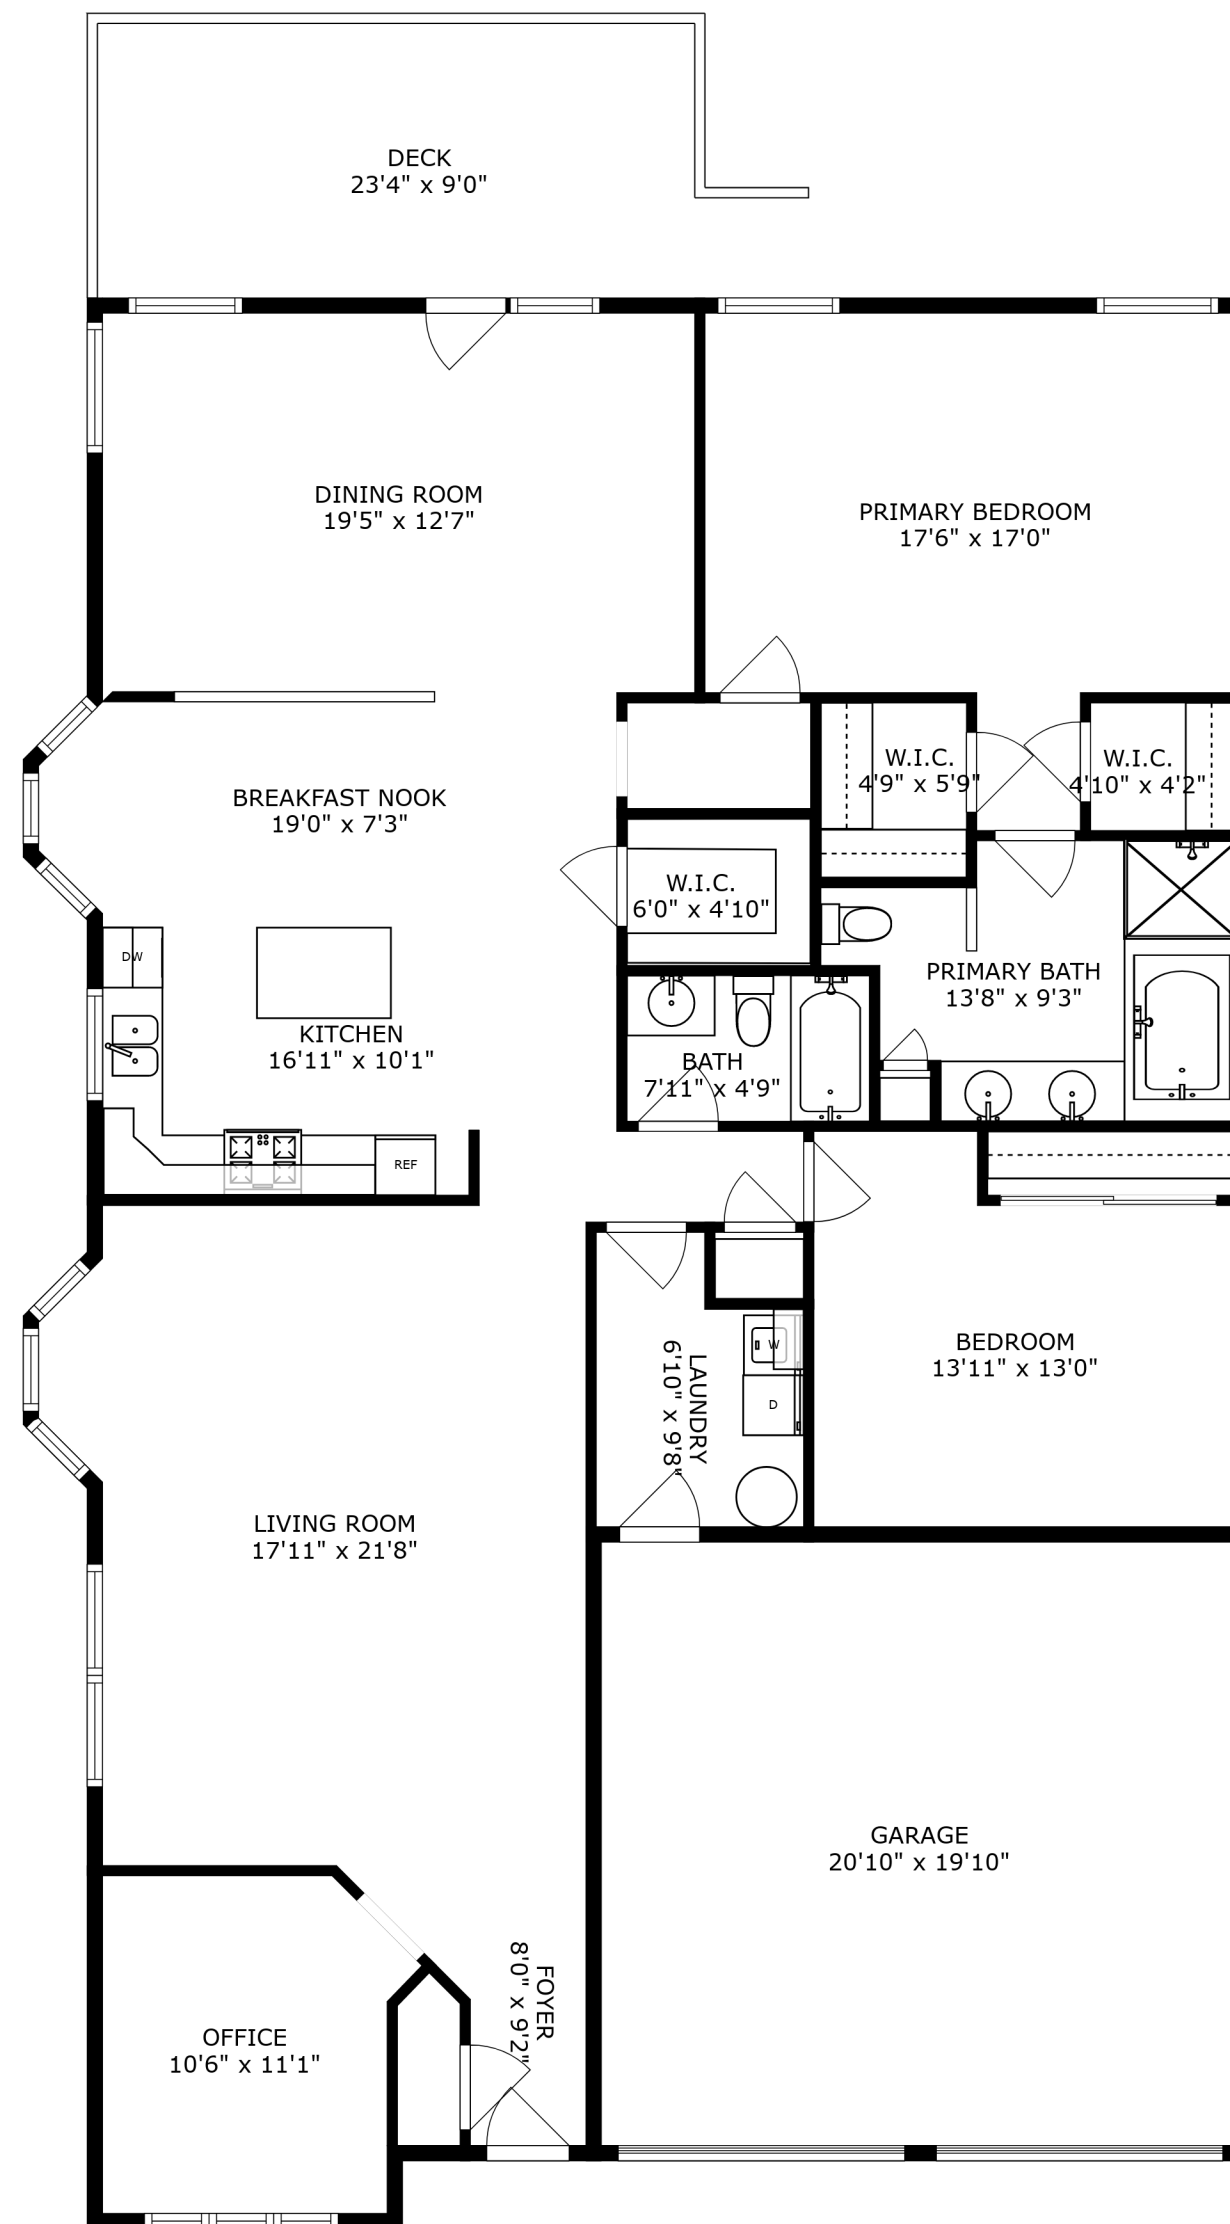 DECK
23'4" x 9'0"
DINING ROOM
19'5" x 12'7"
PRIMARY BEDROOM
17'6" x 17'0"
BREAKFAST NOOK
19'0" x 7'3"
W.I.C.
4'9" x 5'9"
W.I.C.
4'10" x 4'2"
W.I.C.
6'0" x 4'10"
DW
KITCHEN
16'11" x 10'1"
PRIMARY BATH
13'8" x 9'3"
BATH
7'11" x 4'9"
REF
LAUNDRY
6'10" x 9'8"
W
D
BEDROOM
13'11" x 13'0"
LIVING ROOM
17'11" x 21'8"
GARAGE
20'10" x 19'10"
FOYER
8'0" x 9'2"
OFFICE
10'6" x 11'1"